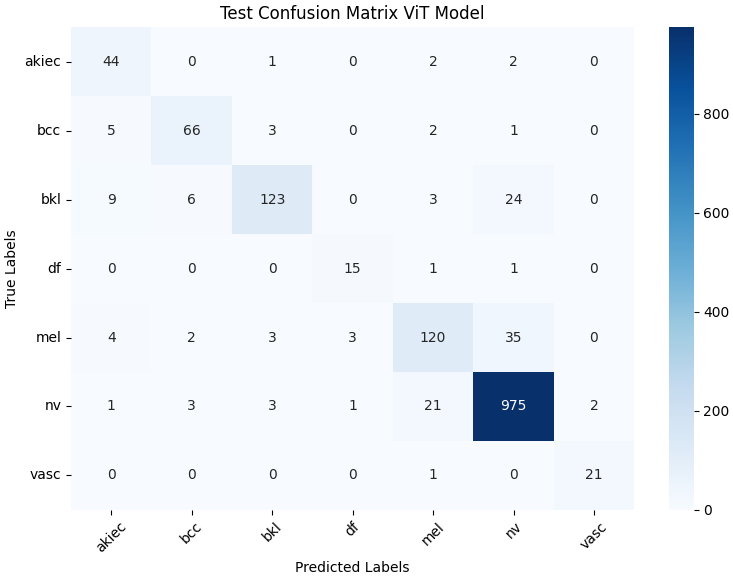 Test Confusion Matrix ViT Model
True Labels
akiec 44 0 1 0 2 2 0
bcc 5 66 3 0 2 1 0
bkl 9 6 123 0 3 24 0
df 0 0 0 15 1 1 0
mel 4 2 3 3 120 35 0
nv 1 3 3 1 21 975 2
vasc 0 0 0 0 1 0 21
akiec bcc bkl df mel nv vasc
Predicted Labels
800
600
400
200
0